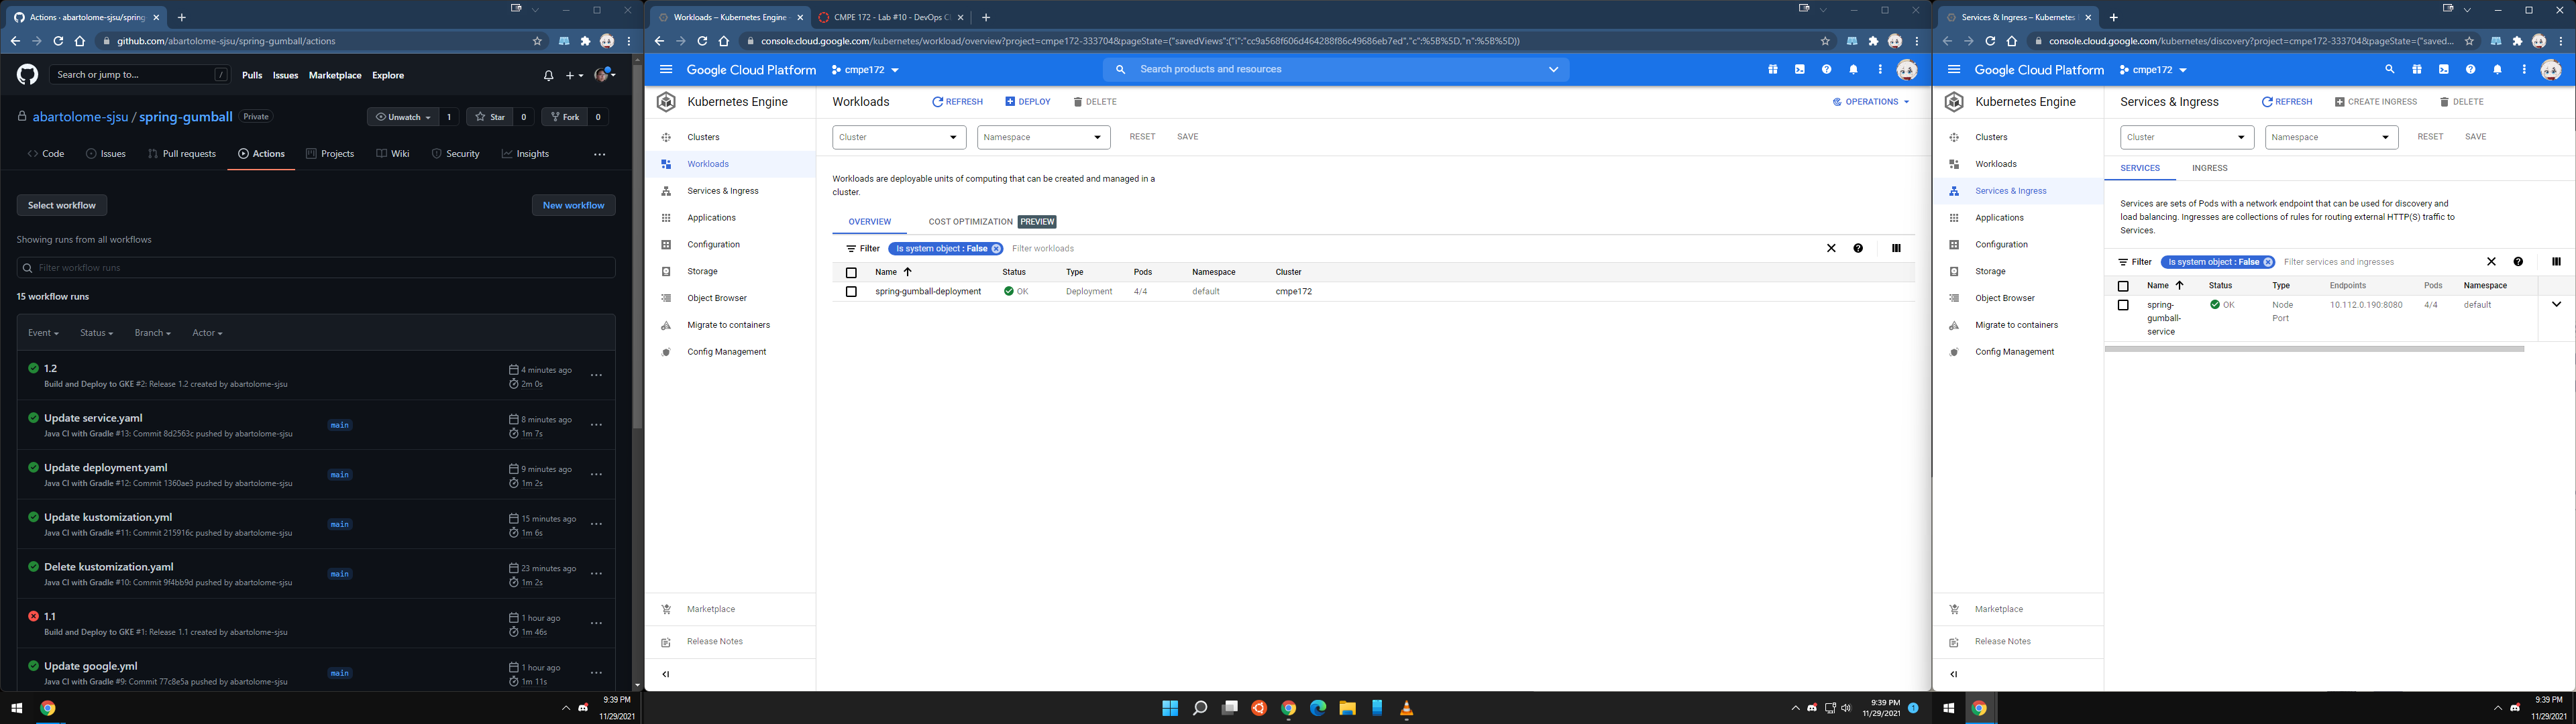 Actions · abartolome-sjsu/spring
github.com/abartolome-sjsu/spring-gumball/actions
Search or jump to...
/
Pulls
Issues
Marketplace
Explore
abartolome-sjsu / spring-gumball
Private
Unwatch
1
Star
0
Fork
0
Code
Issues
Pull requests
Actions
Projects
Wiki
Security
Insights
Select workflow
New workflow
Showing runs from all workflows
Filter workflow runs
15 workflow runs
Event
Status
Branch
Actor
1.2
4 minutes ago
Build and Deploy to GKE #2: Release 1.2 created by abartolome-sjsu
2m 0s
Update service.yaml
main
8 minutes ago
Java CI with Gradle #13: Commit 8d2563c pushed by abartolome-sjsu
1m 7s
Update deployment.yaml
main
9 minutes ago
Java CI with Gradle #12: Commit 1360ae3 pushed by abartolome-sjsu
1m 2s
Update kustomization.yml
main
15 minutes ago
Java CI with Gradle #11: Commit 215916c pushed by abartolome-sjsu
1m 6s
Delete kustomization.yaml
main
23 minutes ago
Java CI with Gradle #10: Commit 9f4bb9d pushed by abartolome-sjsu
1m 2s
1.1
1 hour ago
Build and Deploy to GKE #1: Release 1.1 created by abartolome-sjsu
1m 46s
Update google.yml
main
1 hour ago
Java CI with Gradle #9: Commit 77c8e5a pushed by abartolome-sjsu
1m 11s
9:39 PM
11/29/2021
Workloads – Kubernetes Engine
CMPE 172 - Lab #10 - DevOps C
console.cloud.google.com/kubernetes/workload/overview?project=cmpe172-333704&pageState=("savedViews":("i":"cc9a568f606d464288f86c49686eb7ed","c":%5B%5D,"n":%5B%5D))
Google Cloud Platform
cmpe172
Search products and resources
Kubernetes Engine
Clusters
Workloads
Services & Ingress
Applications
Configuration
Storage
Object Browser
Migrate to containers
Config Management
Marketplace
Release Notes
Workloads
REFRESH
DEPLOY
DELETE
OPERATIONS
Cluster
Namespace
RESET
SAVE
Workloads are deployable units of computing that can be created and managed in a
cluster.
OVERVIEW
COST OPTIMIZATION
PREVIEW
Filter
Is system object : False
Filter workloads
Name
Status
Type
Pods
Namespace
Cluster
spring-gumball-deployment
OK
Deployment
4/4
default
cmpe172
9:39 PM
11/29/2021
1
Services & Ingress – Kubernetes
console.cloud.google.com/kubernetes/discovery?project=cmpe172-333704&pageState=("saved...
Google Cloud Platform
cmpe172
Kubernetes Engine
Clusters
Workloads
Services & Ingress
Applications
Configuration
Storage
Object Browser
Migrate to containers
Config Management
Marketplace
Release Notes
Services & Ingress
REFRESH
CREATE INGRESS
DELETE
Cluster
Namespace
RESET
SAVE
SERVICES
INGRESS
Services are sets of Pods with a network endpoint that can be used for discovery and
load balancing. Ingresses are collections of rules for routing external HTTP(S) traffic to
Services.
Filter
Is system object : False
Filter services and ingresses
Name
Status
Type
Endpoints
Pods
Namespace
spring-
gumball-
service
OK
Node
Port
10.112.0.190:8080
4/4
default
9:39 PM
11/29/2021